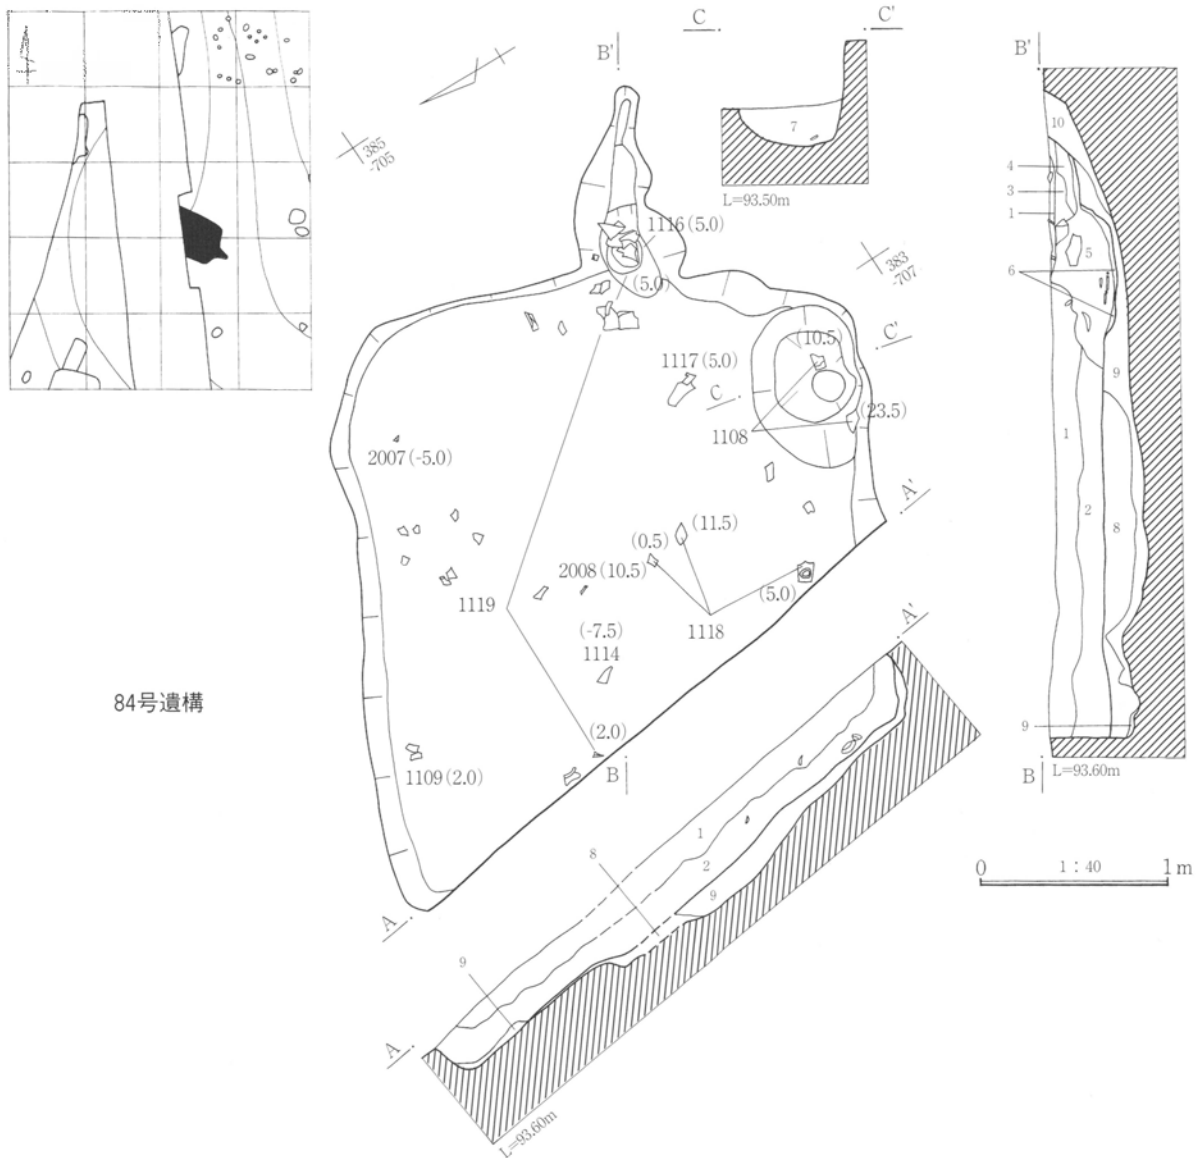 C
C'
B'
B'
385
-705
7
10
4
3
1
L=93.50m
1116(5.0)
383
-707
5
6
(5.0)
C'
(10.5)
1117(5.0)
9
C
(23.5)
1108
1
2007(-5.0)
A'
(11.5)
2
8
(0.5)
2008(10.5)
(5.0)
1119
1118
A'
(-7.5)
1114
84号遺構
9
(2.0)
B
B
L=93.60m
1109(2.0)
1
8
2
0
1:40
1m
9
A
9
A
L=93.60m